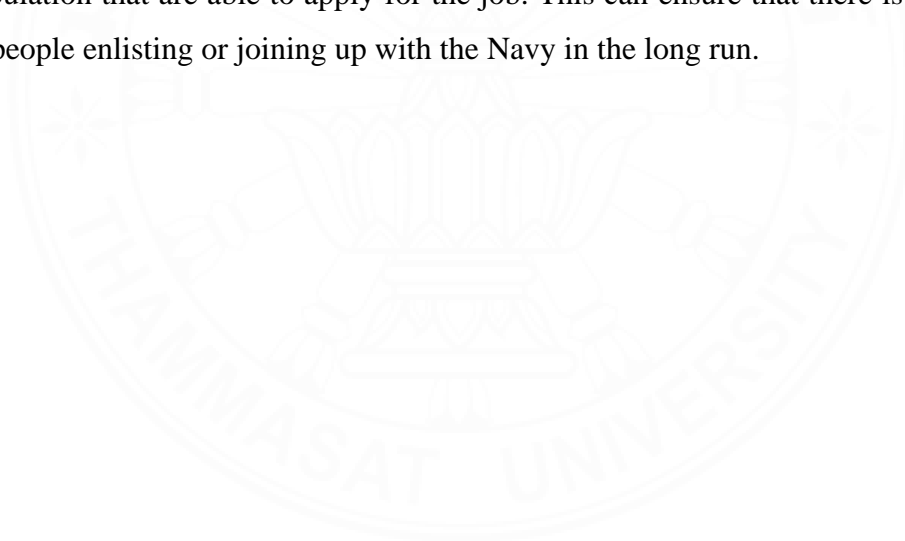 ulation that are able to apply for the job. This can ensure that there is
people enlisting or joining up with the Navy in the long run.
THAMMASAT UNIVERSITY